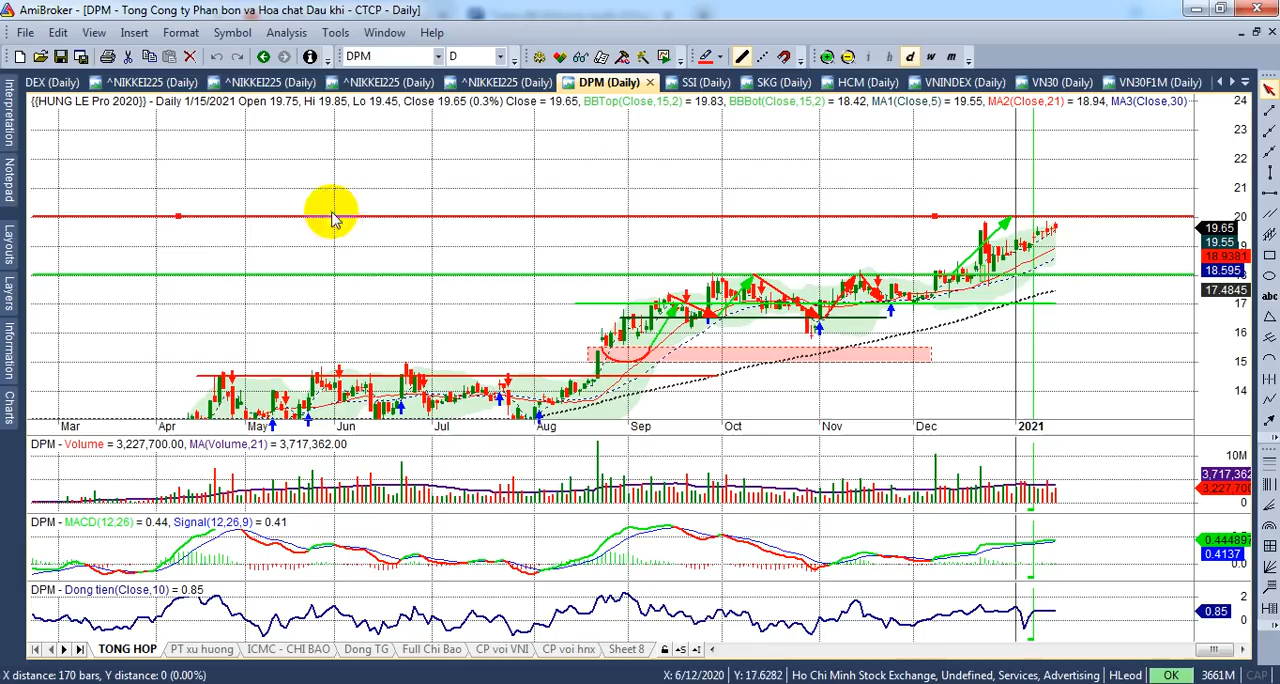 AmiBroker - [DPM - Tong Cong ty Phan bon va Hoa chat Dau khi - CTCP - Daily]
File Edit View Insert Format Symbol Analysis Tools Window Help
DPM D d w m
DEX (Daily) ^NIKKEI225 (Daily) ^NIKKEI225 (Daily) ^NIKKEI225 (Daily) ^NIKKEI225 (Daily) DPM (Daily) SSI (Daily) SKG (Daily) HCM (Daily) VNINDEX (Daily) VN30 (Daily) VN30F1M (Daily)
{{HUNG LE Pro 2020}} - Daily 1/15/2021 Open 19.75, Hi 19.85, Lo 19.45, Close 19.65 (0.3%) Close = 19.65, BBTop(Close,15,2) = 19.83, BBBot(Close,15,2) = 18.42, MA1(Close,5) = 19.55, MA2(Close,21) = 18.94, MA3(Close,30)
Interpretation
Notepad
Layouts
Layers
Information
Charts
abc
24
23
22
21
20
19.65
19.55
18.9381
18.595
17.4845
17
16
15
14
Mar Apr May Jun Jul Aug Sep Oct Nov Dec 2021
DPM - Volume = 3,227,700.00, MA(Volume,21) = 3,717,362.00
10M
3,717,362
3,227,700
0
DPM - MACD(12,26) = 0.44, Signal(12,26,9) = 0.41
0.444897
0.4137
0.0
DPM - Dong tien(Close,10) = 0.85
2
0.85
0
TONG HOP PT xu huong ICMC - CHI BAO Dong TG Full Chi Bao CP voi VNI CP voi hnx Sheet 8
X distance: 170 bars, Y distance: 0 (0.00%) X: 6/12/2020 Y: 17.6282 Ho Chi Minh Stock Exchange, Undefined, Services, Advertising HLeod OK 3661M CAP